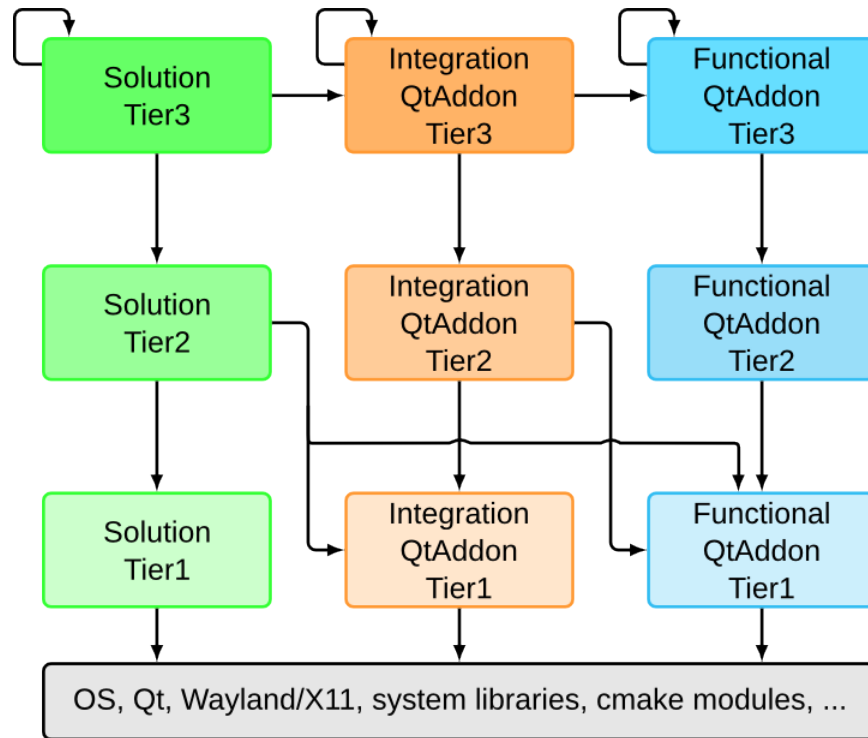 Solution
Tier3
Integration
QtAddon
Tier3
Functional
QtAddon
Tier3
Solution
Tier2
Integration
QtAddon
Tier2
Functional
QtAddon
Tier2
Solution
Tier1
Integration
QtAddon
Tier1
Functional
QtAddon
Tier1
OS, Qt, Wayland/X11, system libraries, cmake modules, ...